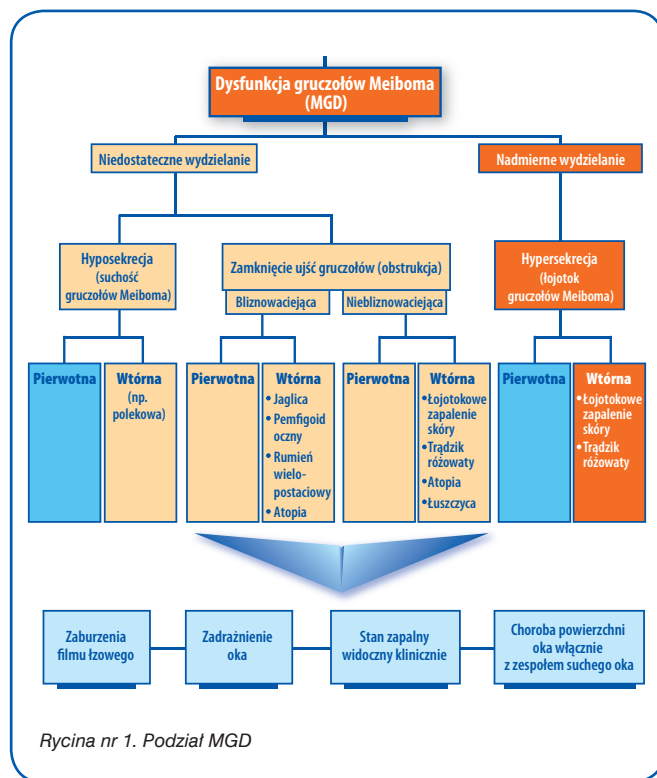 Dysfunkcja gruczołów Meiboma
(MGD)
Niedostateczne wydzielanie
Nadmierne wydzielanie
Hyposekrecja
(suchość
gruczołów Meiboma)
Zamknięcie ujść gruczołów (obstrukcja)
Bliznowaciejąca
Niebliznowaciejąca
Hypersekrecja
(łojotok
gruczołów Meiboma)
Pierwotna
Wtórna
(np.
polekowa)
Pierwotna
Wtórna
• Jaglica
• Pemfigoid
oczny
• Rumień
wielo-
postaciowy
• Atopia
Pierwotna
Wtórna
• Łojotokowe
zapalenie
skóry
• Trądzik
różowaty
• Atopia
• Łuszczyca
Pierwotna
Wtórna
• Łojotokowe
zapalenie
skóry
• Trądzik
różowaty
Zaburzenia
filmu łzowego
Zadrażnienie
oka
Stan zapalny
widoczny klinicznie
Choroba powierzchni
oka włącznie
z zespołem suchego oka
Rycina nr 1. Podział MGD